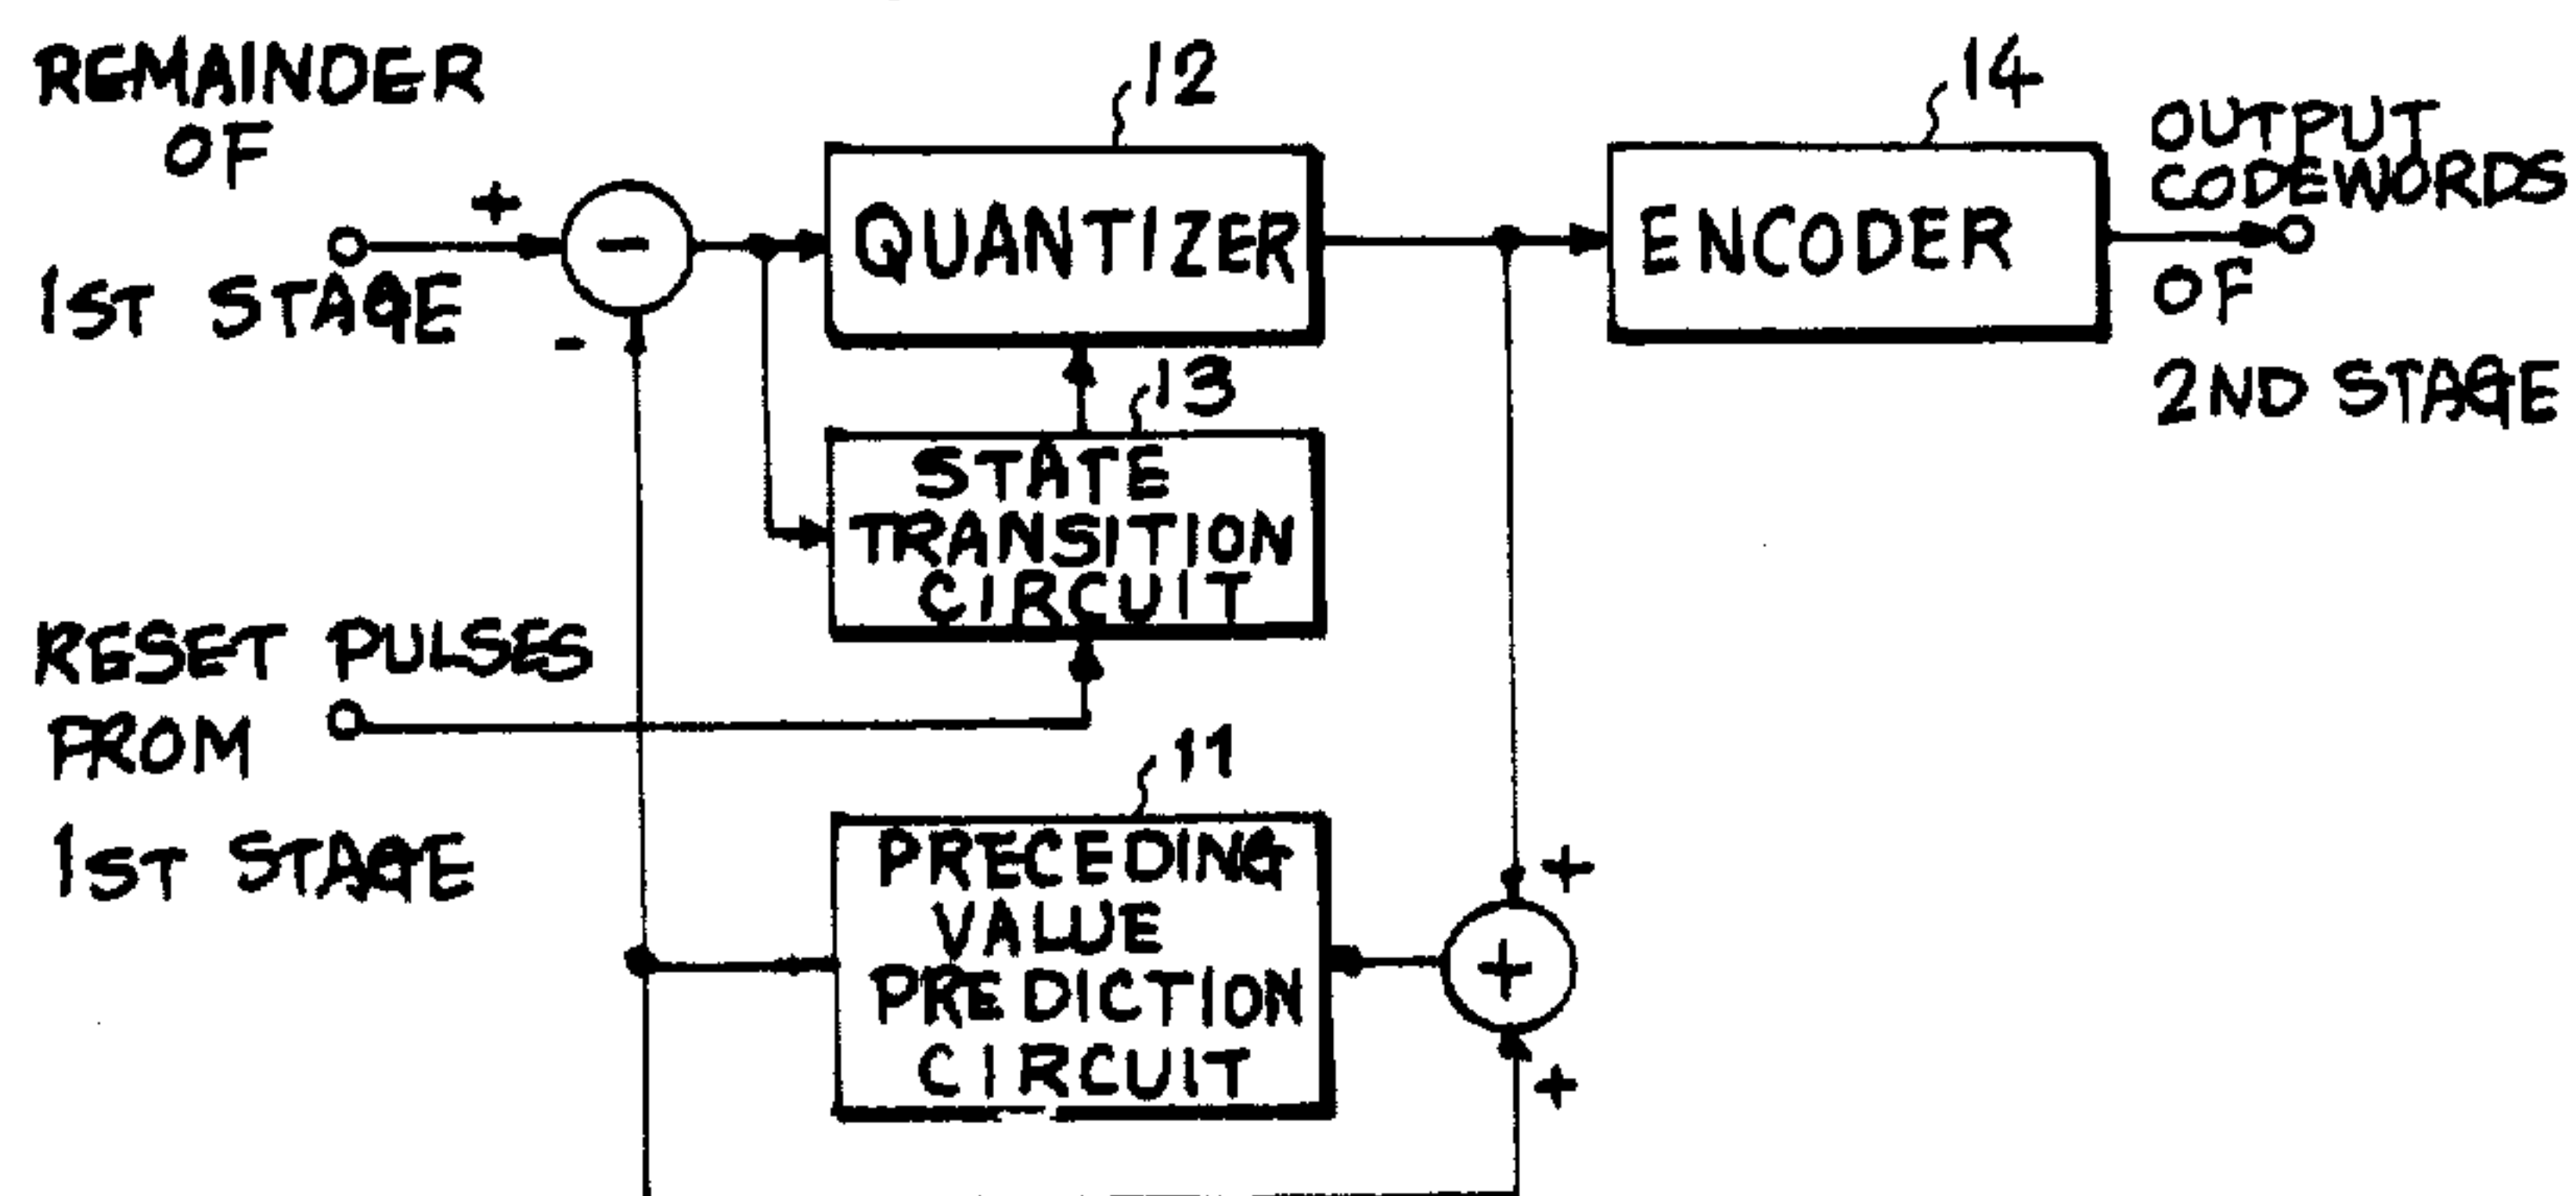 REMAINDER
OF
1ST STAGE
+
-
-
12
QUANTIZER
14
ENCODER
OUTPUT
CODEWORDS
OF
2ND STAGE
13
STATE
TRANSITION
CIRCUIT
RESET PULSES
FROM
1ST STAGE
11
PRECEDING
VALUE
PREDICTION
CIRCUIT
+
+
+